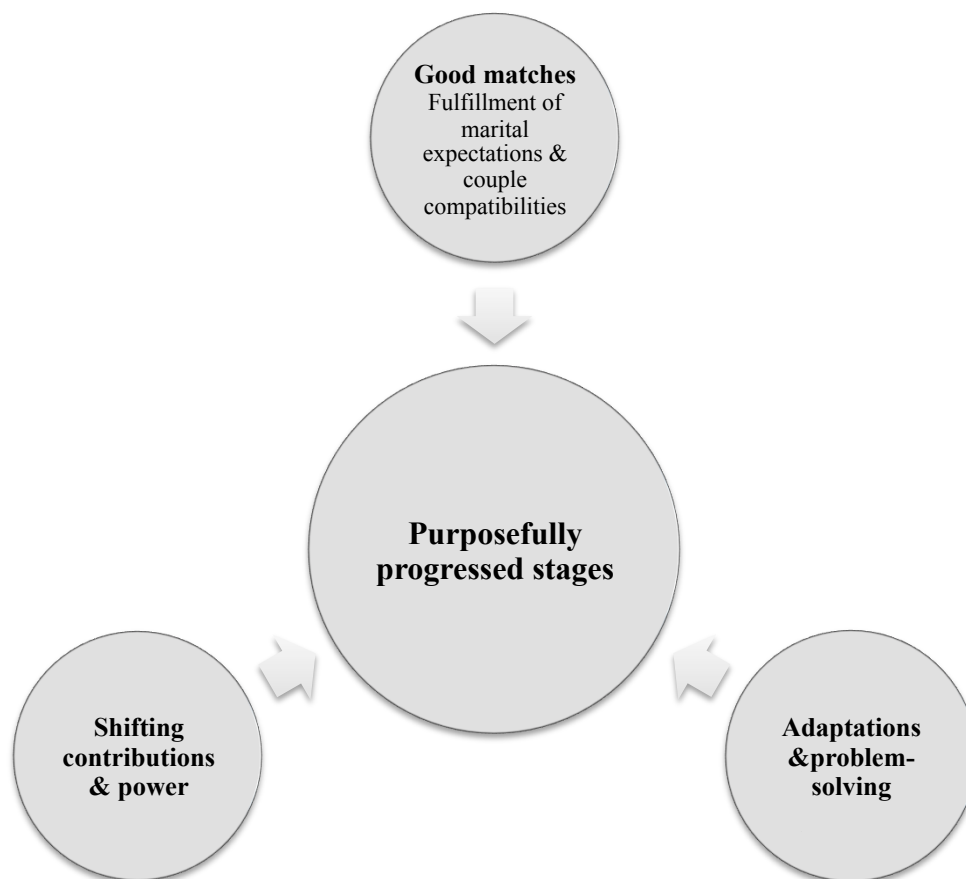 Good matches
Fulfillment of
marital
expectations &
couple
compatibilities
Purposefully
progressed stages
Shifting
contributions
& power
Adaptations
&problem-
solving